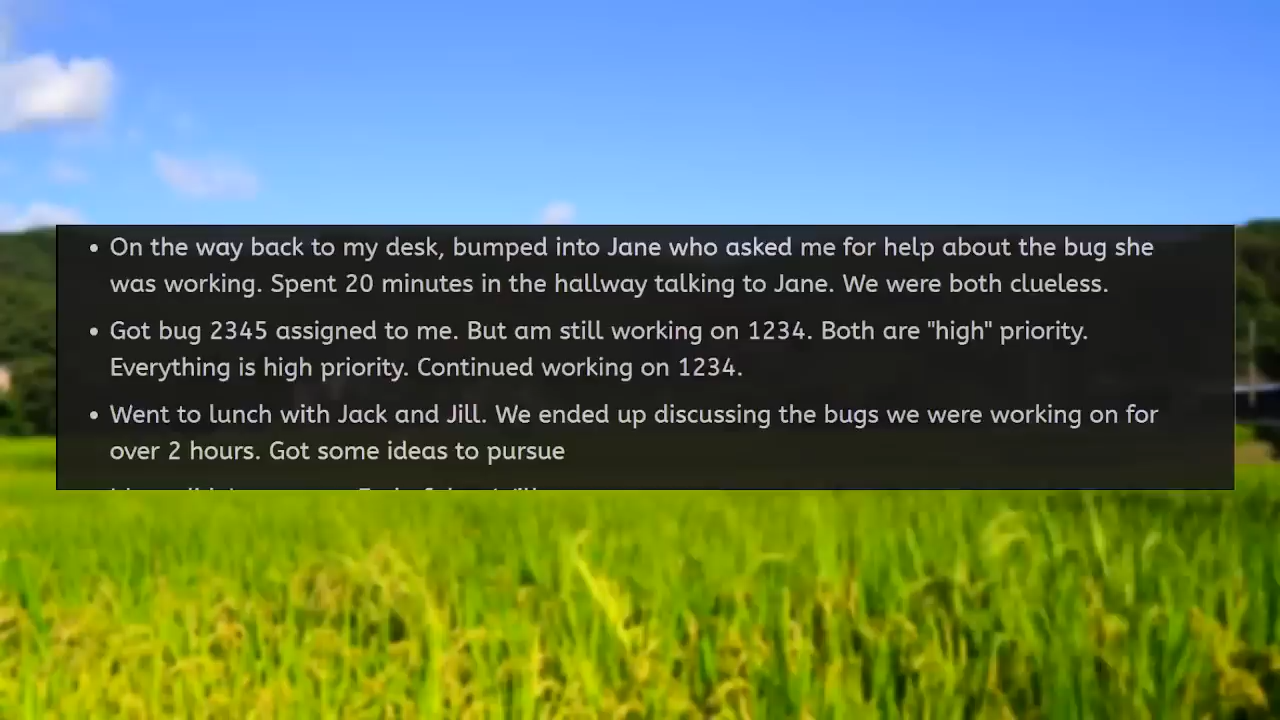 • On the way back to my desk, bumped into Jane who asked me for help about the bug she
was working. Spent 20 minutes in the hallway talking to Jane. We were both clueless.
• Got bug 2345 assigned to me. But am still working on 1234. Both are "high" priority.
Everything is high priority. Continued working on 1234.
• Went to lunch with Jack and Jill. We ended up discussing the bugs we were working on for
over 2 hours. Got some ideas to pursue